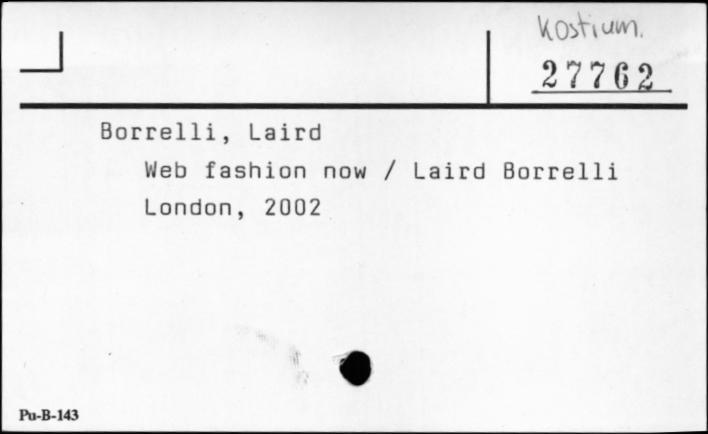 Kostium.
27762
Borrelli, Laird
Web fashion now / Laird Borrelli
London, 2002
Pu-B-143